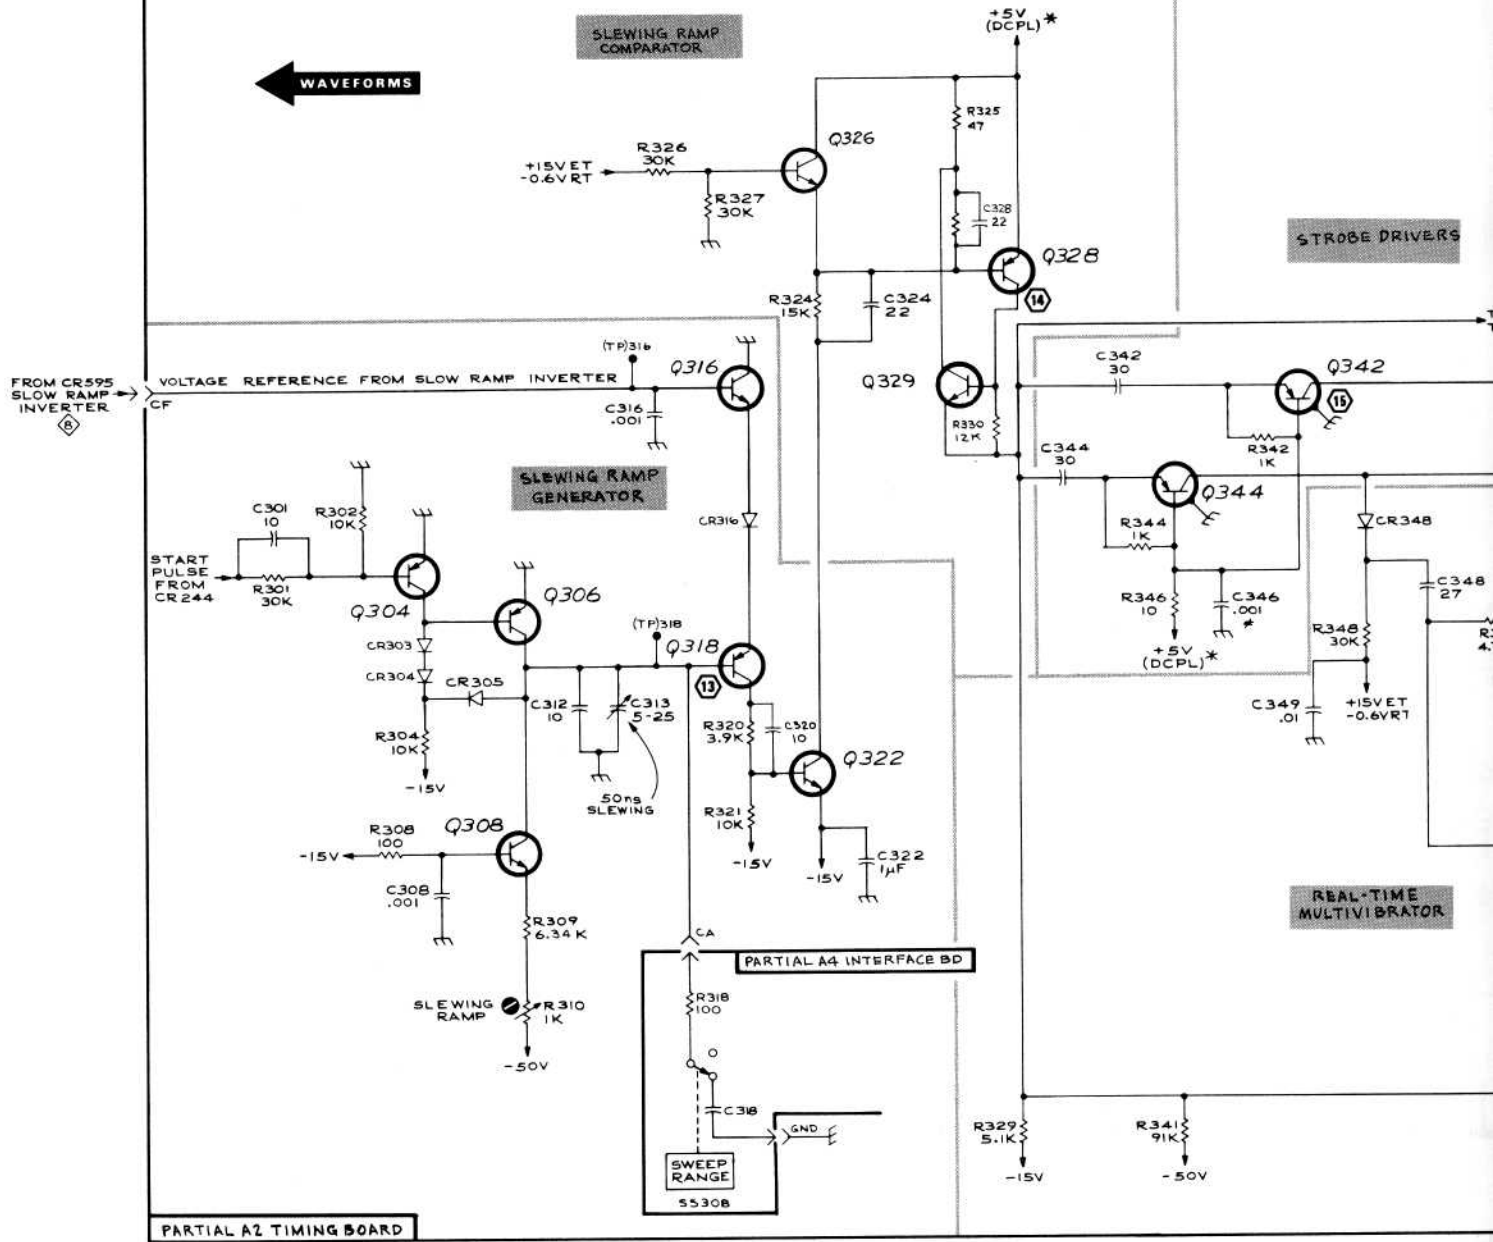 SLEWING RAMP
COMPARATOR
+5V
(DCPL) *
WAVEFORMS
R325
47
Q326
R326
30K
+15VET
-0.6VRT
R327
30K
C328
22
STROBE DRIVERS
Q328
14
R324
15K
C324
22
(TP)316
Q316
C342
30
Q342
Q329
15
FROM CR595
SLOW RAMP
INVERTER
8
CF
VOLTAGE REFERENCE FROM SLOW RAMP INVERTER
C316
.001
R330
12K
R342
1K
C344
30
Q344
SLEWING RAMP
GENERATOR
C301
10
R302
10K
CR316
R344
1K
CR348
START
PULSE
FROM
CR244
R301
30K
Q304
Q306
R346
10
C346
.001
*
C348
27
(TP)318
Q318
CR303
CR304
CR305
13
+5V
(DCPL) *
R348
30K
C312
10
C313
5-25
R320
3.9K
C320
10
C349
.01
+15VET
-0.6VRT
R304
10K
-15V
50ns
SLEWING
Q322
R321
10K
-15V
-15V
C322
1µF
R308
100
Q308
-15V
C308
.001
R309
6.34K
REAL-TIME
MULTIVIBRATOR
CA
PARTIAL A4 INTERFACE BD
SLEWING
RAMP
R310
1K
-50V
R318
100
C318
GND
SWEEP
RANGE
S530B
R329
5.1K
-15V
R341
91K
-50V
PARTIAL A2 TIMING BOARD